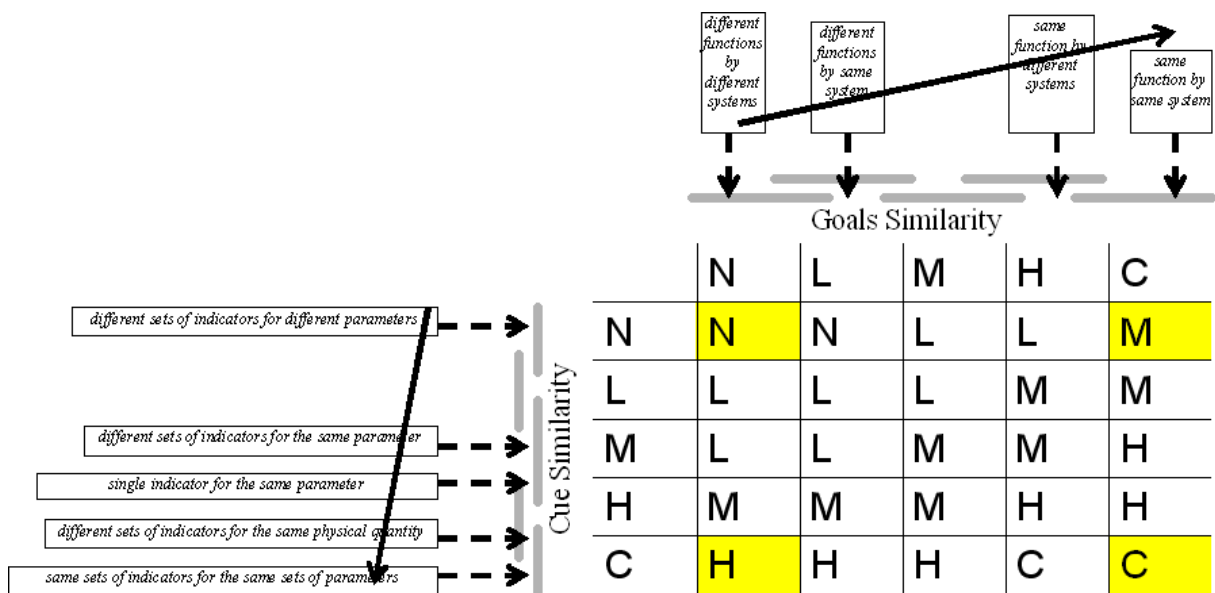 different
functions
by
different
systems
different
functions
by same
system
same
function by
different
systems
same
function by
same system
Goals Similarity
N L M H C
different sets of indicators for different parameters
N N N L L M
L L L L M M
different sets of indicators for the same parameter
M L L M M H
single indicator for the same parameter
H M M M H H
different sets of indicators for the same physical quantity
C H H H C C
same sets of indicators for the same sets of parameters
Cue Similarity